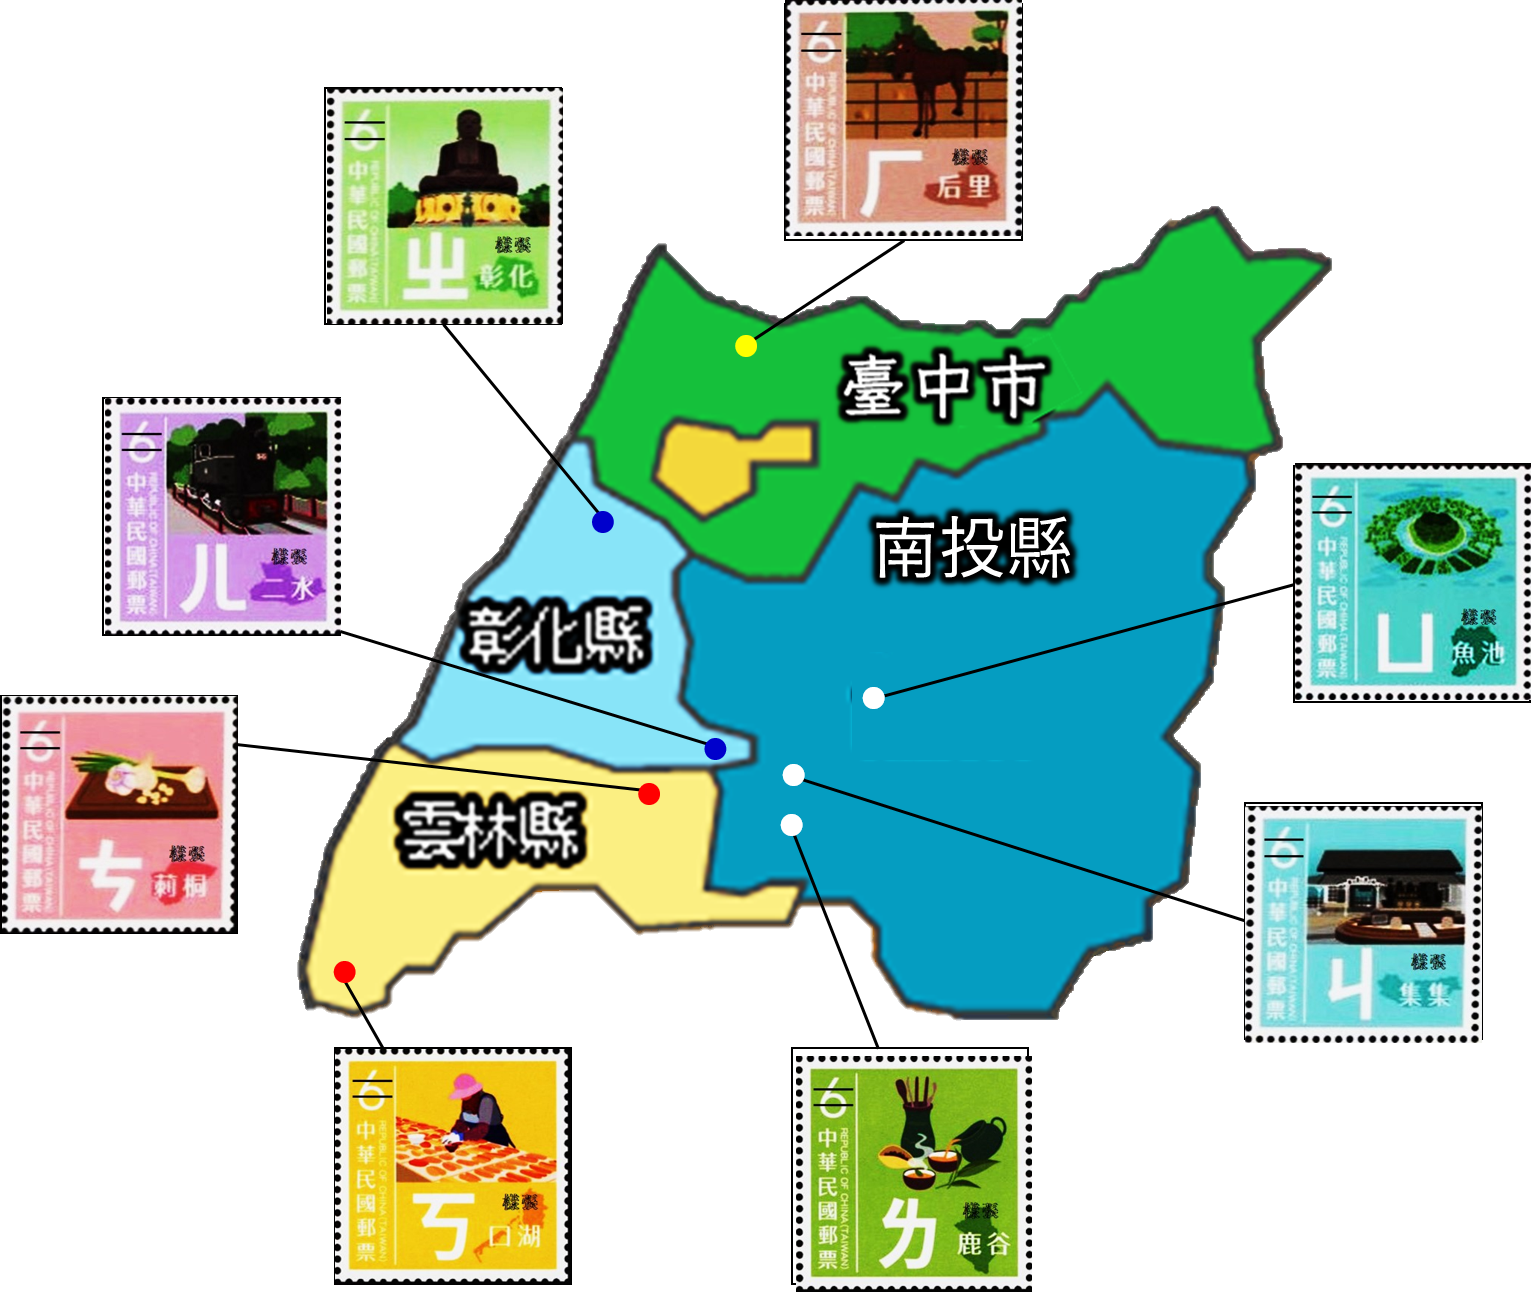 6
中華民國郵票
REPUBLIC OF CHINA (TAIWAN)
ㄏ
樣張
后里
6
中華民國郵票
REPUBLIC OF CHINA (TAIWAN)
ㄓ
樣張
彰化
臺中市
6
中華民國郵票
REPUBLIC OF CHINA (TAIWAN)
ㄦ
樣張
二水
南投縣
6
中華民國郵票
REPUBLIC OF CHINA (TAIWAN)
ㄩ
樣張
魚池
彰化縣
6
中華民國郵票
REPUBLIC OF CHINA (TAIWAN)
ㄘ
樣張
莿桐
雲林縣
6
中華民國郵票
REPUBLIC OF CHINA (TAIWAN)
ㄐ
樣張
集集
6
中華民國郵票
REPUBLIC OF CHINA (TAIWAN)
ㄎ
樣張
口湖
6
中華民國郵票
REPUBLIC OF CHINA (TAIWAN)
ㄌ
樣張
鹿谷